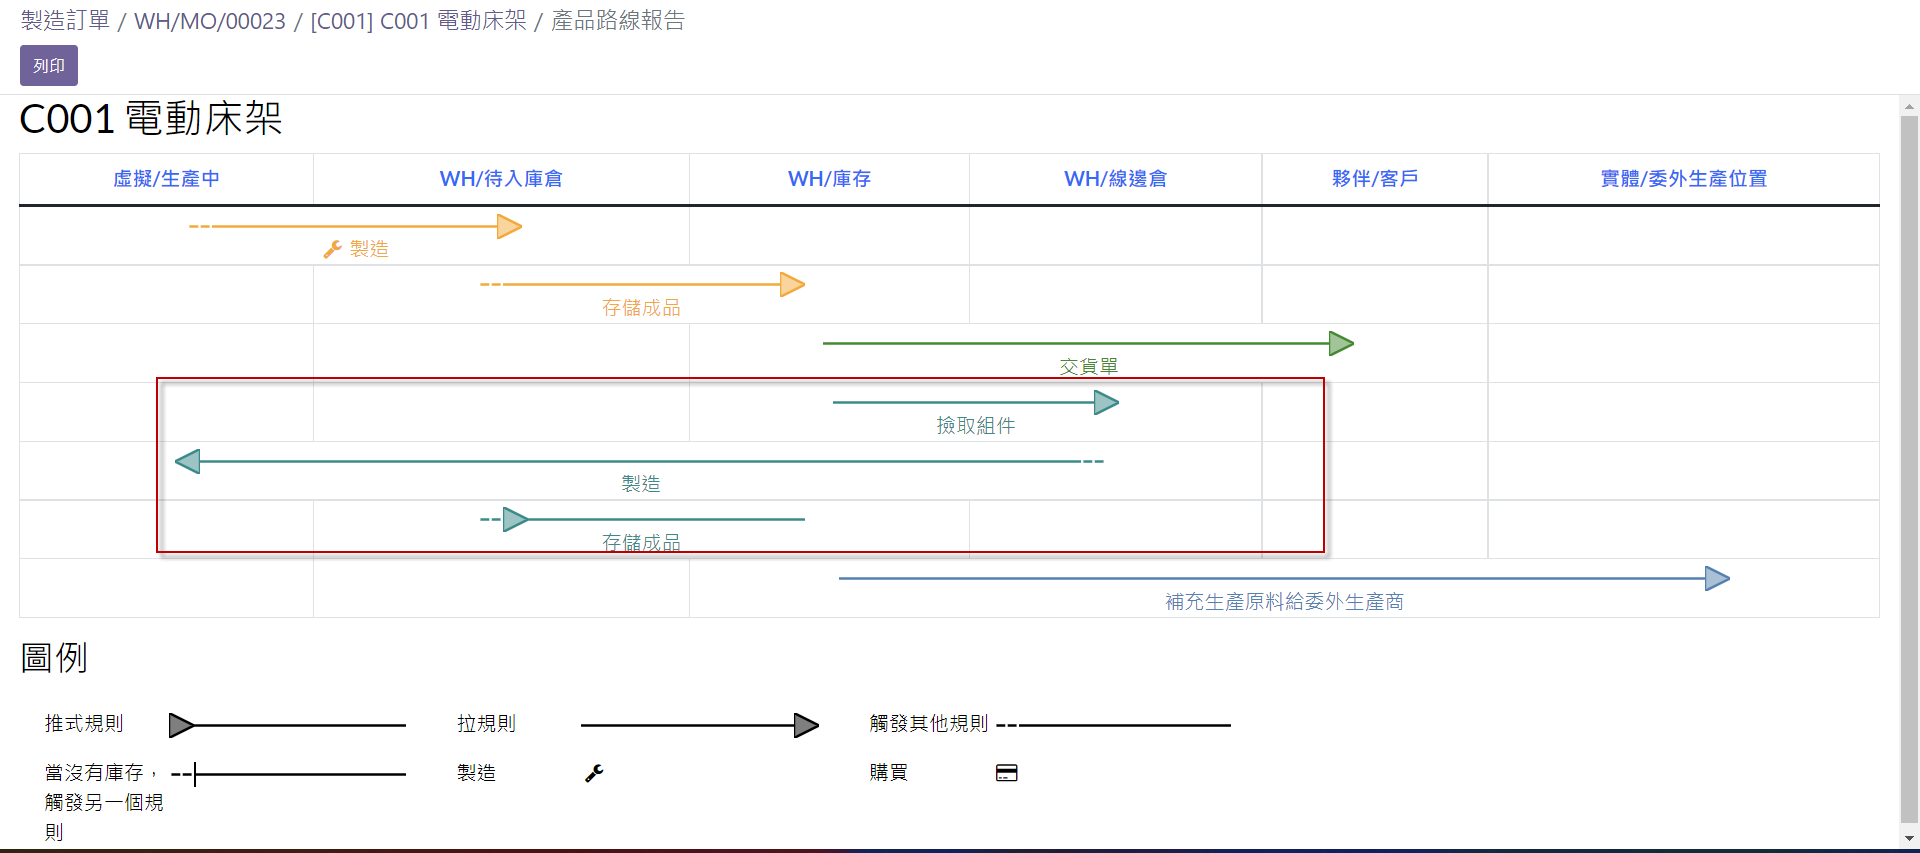 製造訂單 / WH/MO/00023 / [C001] C001 電動床架 / 產品路線報告
列印
C001 電動床架
虛擬/生產中 WH/待入庫倉 WH/庫存 WH/線邊倉 夥伴/客戶 實體/委外生產位置
製造
存儲成品
交貨單
撿取組件
製造
存儲成品
補充生產原料給委外生產商
圖例
推式規則 拉規則 觸發其他規則
當沒有庫存， 製造 購買
觸發另一個規
則